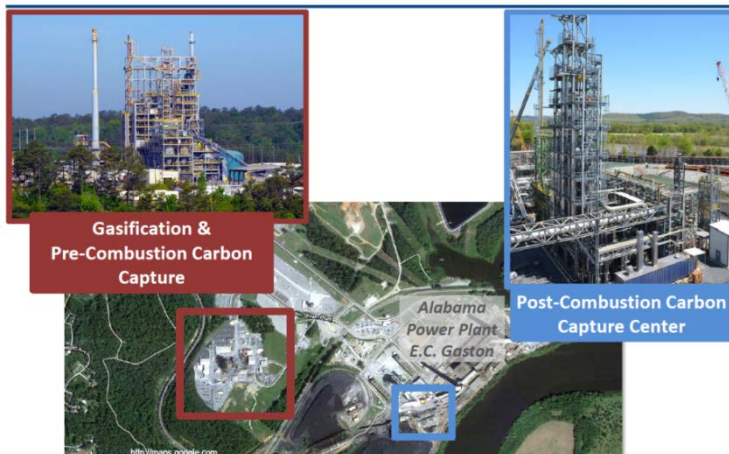 Gasification &
Pre-Combustion Carbon
Capture
Alabama
Power Plant
E.C. Gaston
Post-Combustion Carbon
Capture Center
http://maps.google.com